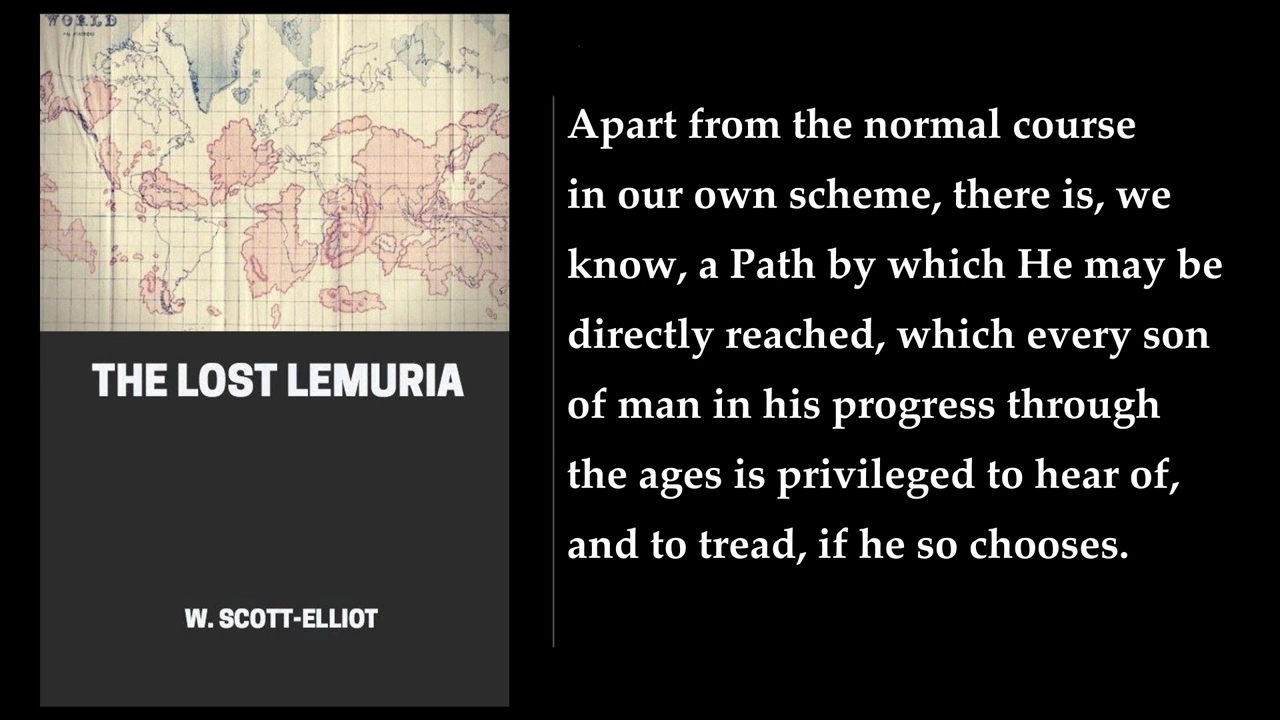 WORLD
THE LOST LEMURIA
W. SCOTT-ELLIOT
Apart from the normal course
in our own scheme, there is, we
know, a Path by which He may be
directly reached, which every son
of man in his progress through
the ages is privileged to hear of,
and to tread, if he so chooses.